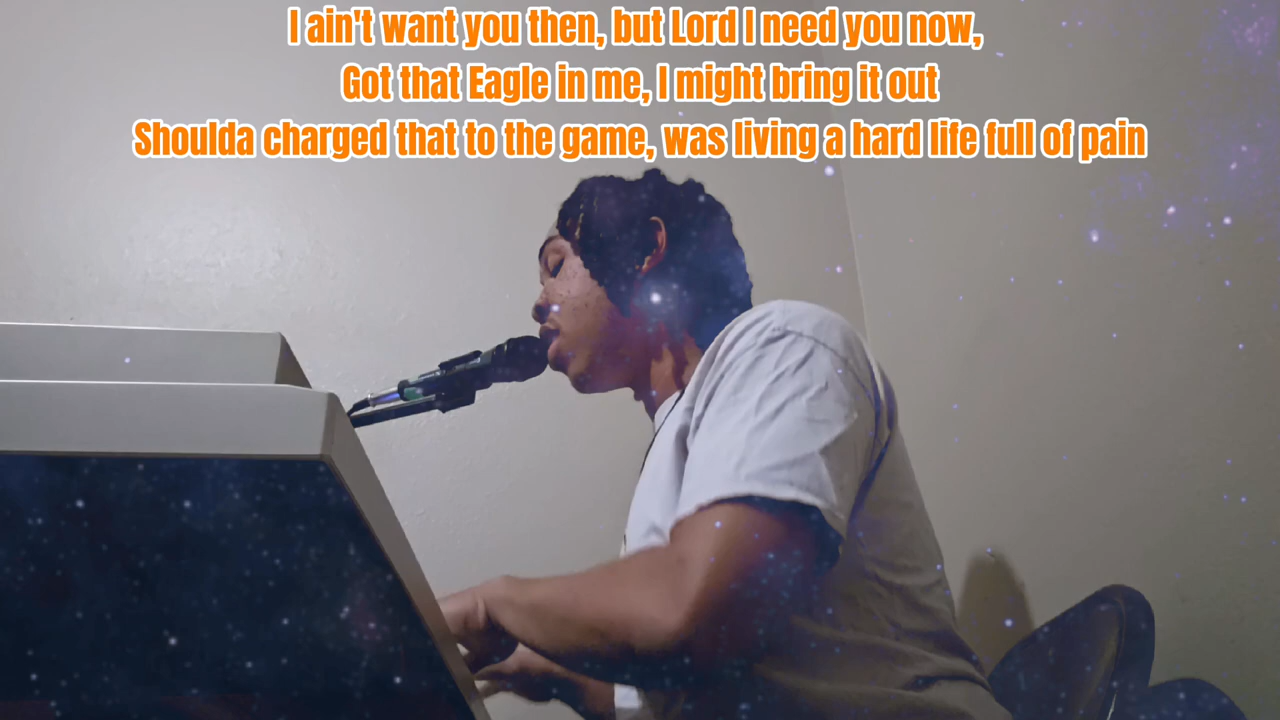 I ain't want you then, but Lord I need you now,
Got that Eagle in me, I might bring it out
Shoulda charged that to the game, was living a hard life full of pain